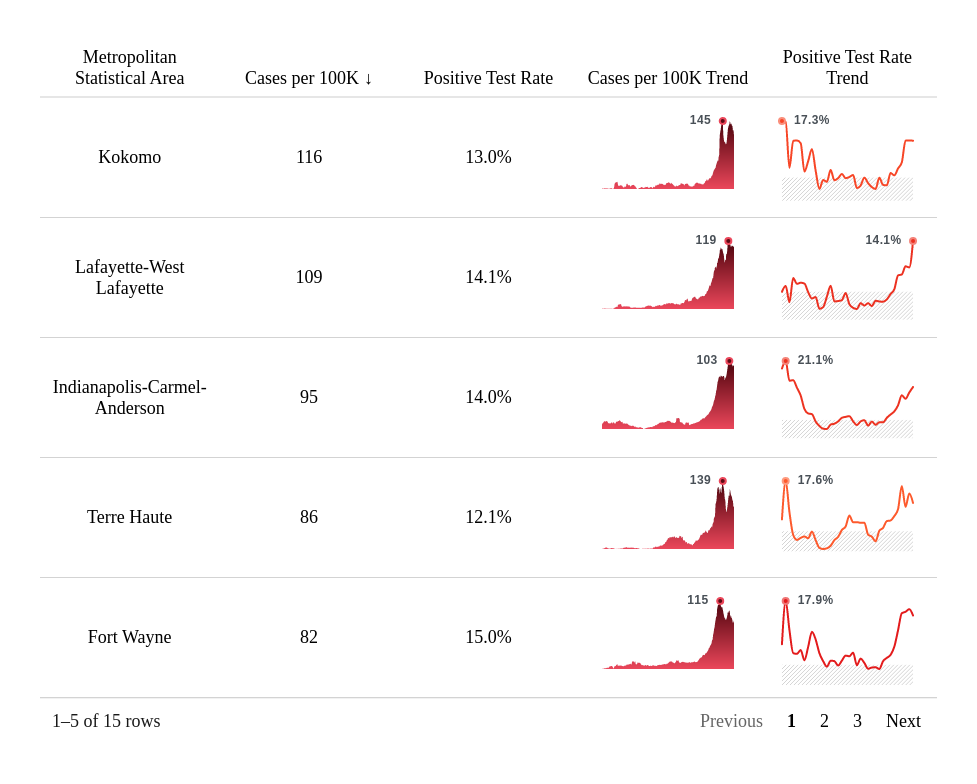 Metropolitan
Statistical Area
Cases per 100K ↓
Positive Test Rate
Cases per 100K Trend
Positive Test Rate
Trend
Kokomo
116
13.0%
145
17.3%
Lafayette-West
Lafayette
109
14.1%
119
14.1%
Indianapolis-Carmel-
Anderson
95
14.0%
103
21.1%
Terre Haute
86
12.1%
139
17.6%
Fort Wayne
82
15.0%
115
17.9%
1–5 of 15 rows
Previous 1 2 3 Next